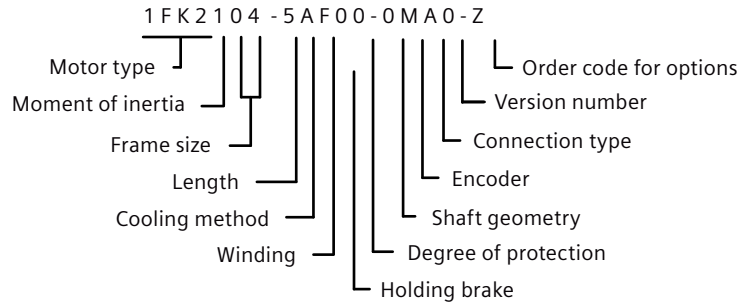 1FK2104-5AF00-0MA0-Z
Motor type
Order code for options
Moment of inertia
Version number
Frame size
Connection type
Length
Encoder
Cooling method
Shaft geometry
Winding
Degree of protection
Holding brake